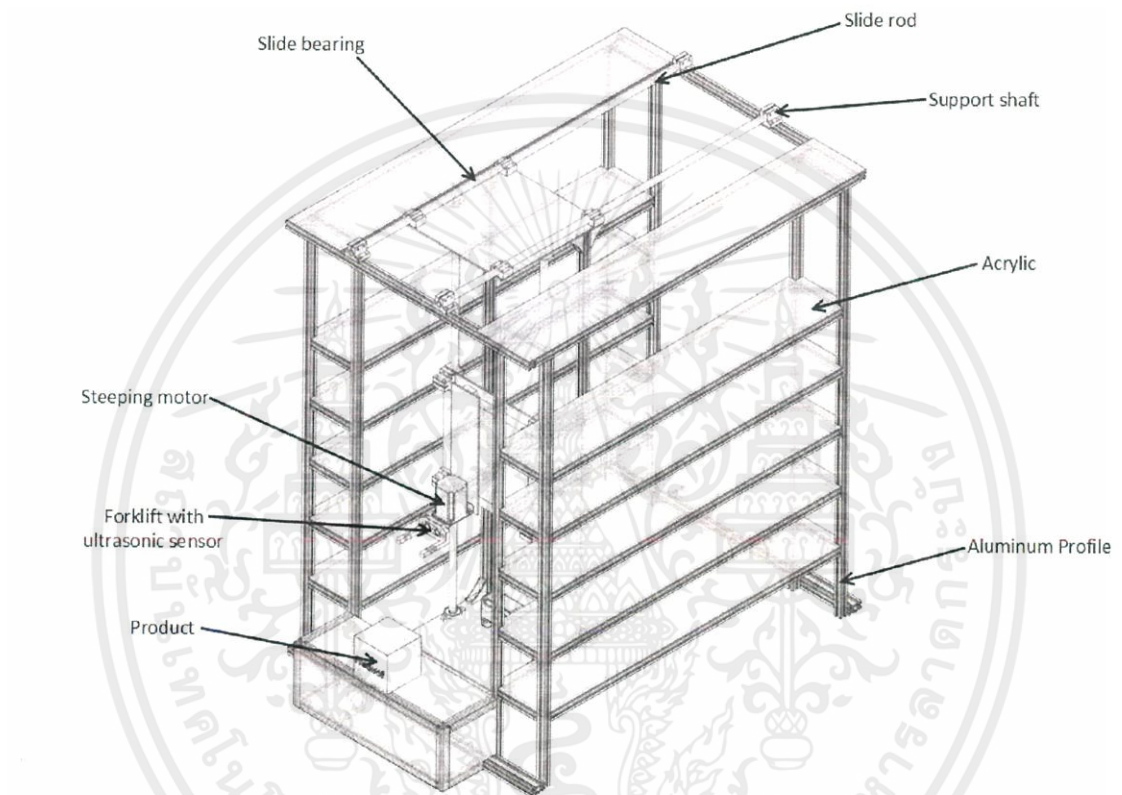 Slide bearing
Slide rod
Support shaft
Acrylic
Steeping motor
Forklift with
ultrasonic sensor
Aluminum Profile
Product